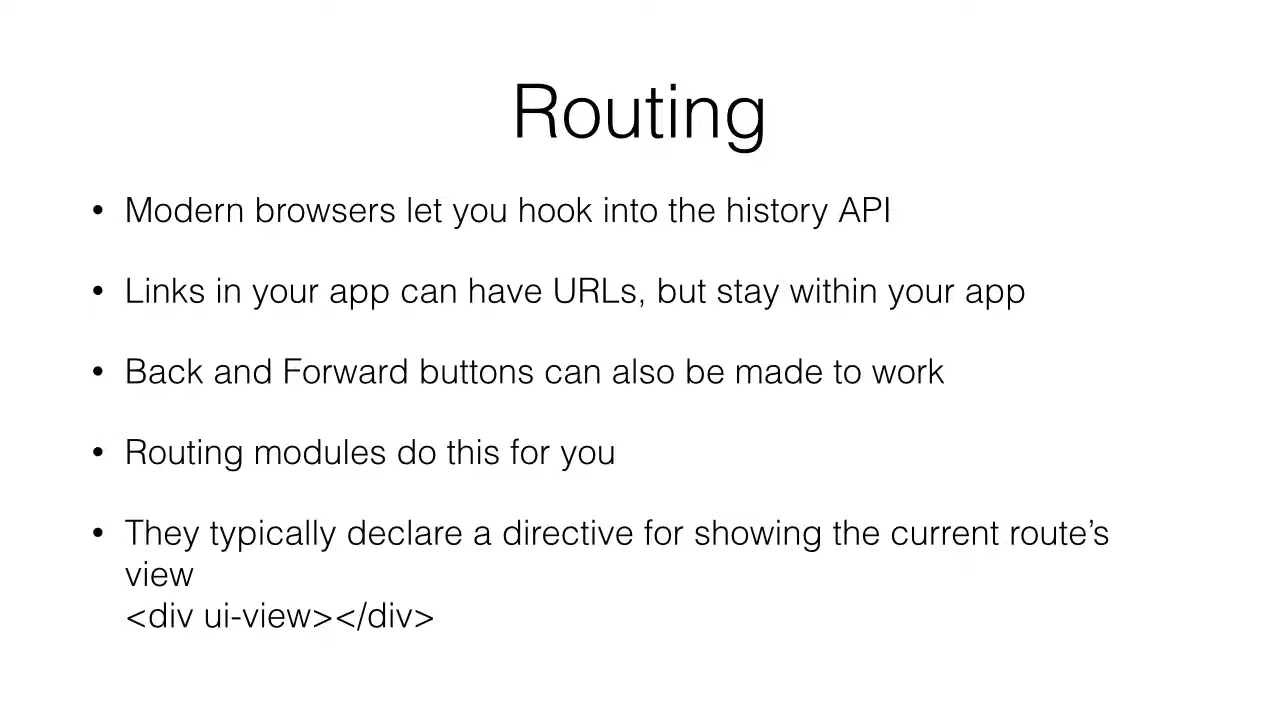 Routing
• Modern browsers let you hook into the history API
• Links in your app can have URLs, but stay within your app
• Back and Forward buttons can also be made to work
• Routing modules do this for you
• They typically declare a directive for showing the current route’s
view
<div ui-view></div>